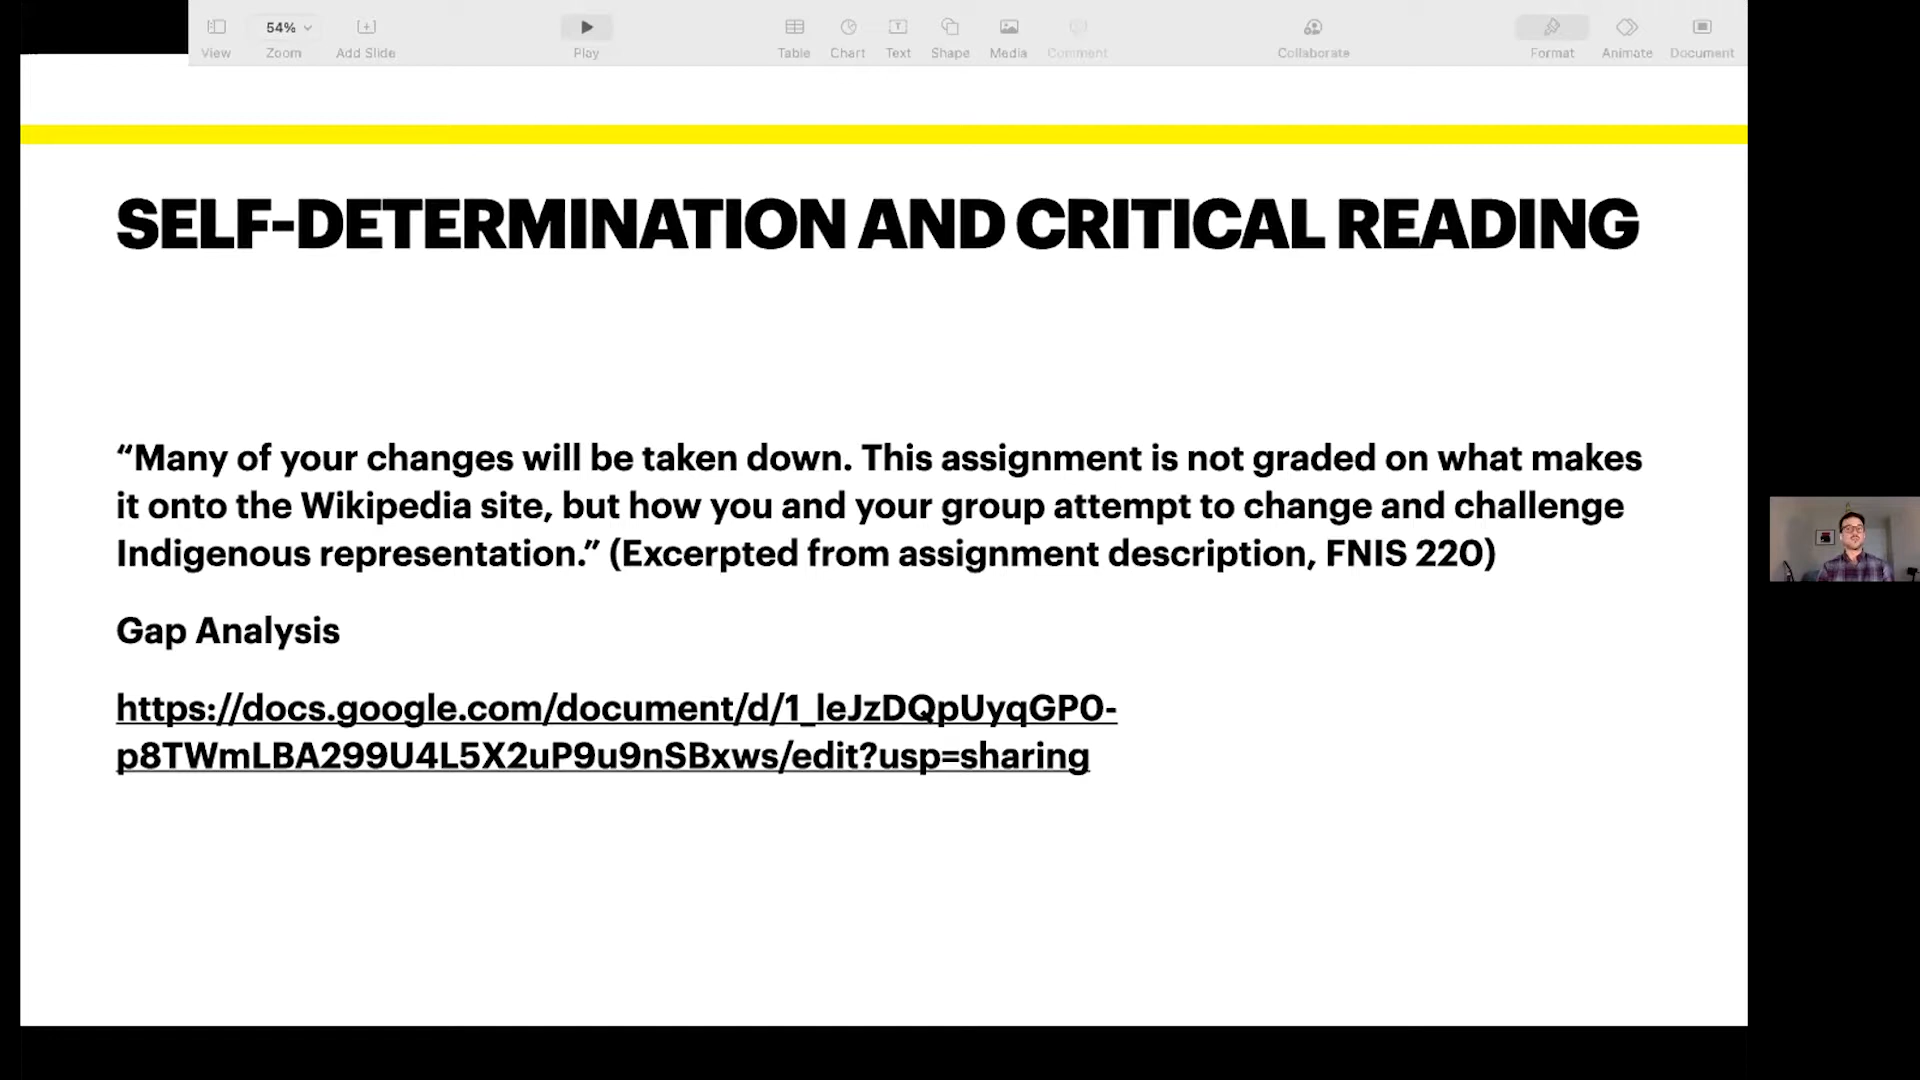 54%
View
Zoom
Add Slide
Play
Table
Chart
Text
Shape
Media
Comment
Collaborate
Format
Animate
Document
SELF-DETERMINATION AND CRITICAL READING
“Many of your changes will be taken down. This assignment is not graded on what makes
it onto the Wikipedia site, but how you and your group attempt to change and challenge
Indigenous representation.” (Excerpted from assignment description, FNIS 220)
Gap Analysis
https://docs.google.com/document/d/1_leJzDQpUyqGP0-
p8TWmLBA299U4L5X2uP9u9nSBxws/edit?usp=sharing